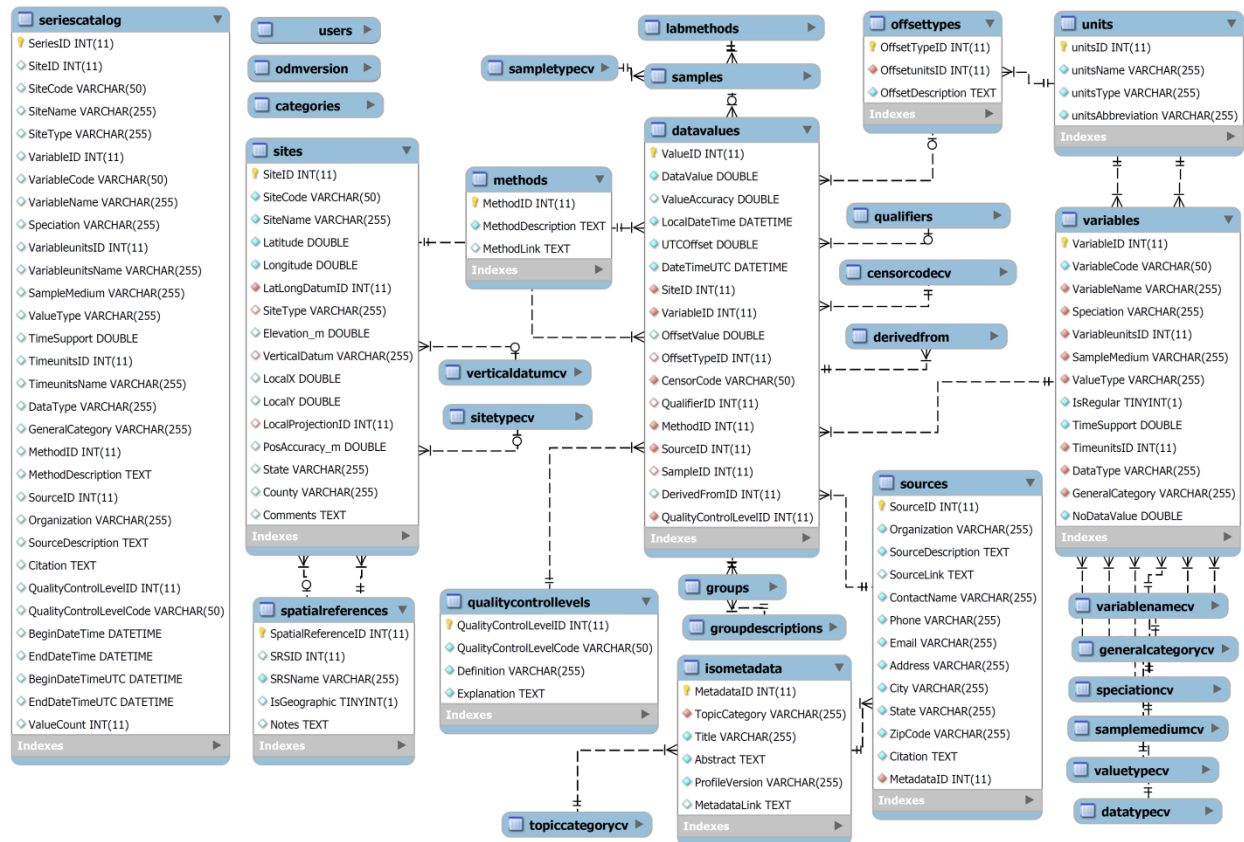 seriescatalog
SeriesID INT(11)
SiteID INT(11)
SiteCode VARCHAR(50)
SiteName VARCHAR(255)
SiteType VARCHAR(255)
VariableID INT(11)
VariableCode VARCHAR(50)
VariableName VARCHAR(255)
Speciation VARCHAR(255)
VariableunitsID INT(11)
VariableunitsName VARCHAR(255)
SampleMedium VARCHAR(255)
ValueType VARCHAR(255)
TimeSupport DOUBLE
TimeunitsID INT(11)
TimeunitsName VARCHAR(255)
DataType VARCHAR(255)
GeneralCategory VARCHAR(255)
MethodID INT(11)
MethodDescription TEXT
SourceID INT(11)
Organization VARCHAR(255)
SourceDescription TEXT
Citation TEXT
QualityControlLevelID INT(11)
QualityControlLevelCode VARCHAR(50)
BeginDateTime DATETIME
EndDateTime DATETIME
BeginDateTimeUTC DATETIME
EndDateTimeUTC DATETIME
ValueCount INT(11)
Indexes
users
odmversion
categories
sites
SiteID INT(11)
SiteCode VARCHAR(50)
SiteName VARCHAR(255)
Latitude DOUBLE
Longitude DOUBLE
LatLongDatumID INT(11)
SiteType VARCHAR(255)
Elevation_m DOUBLE
VerticalDatum VARCHAR(255)
LocalX DOUBLE
LocalY DOUBLE
LocalProjectionID INT(11)
PosAccuracy_m DOUBLE
State VARCHAR(255)
County VARCHAR(255)
Comments TEXT
Indexes
spatialreferences
SpatialReferenceID INT(11)
SRSID INT(11)
SRSName VARCHAR(255)
IsGeographic TINYINT(1)
Notes TEXT
Indexes
methods
MethodID INT(11)
MethodDescription TEXT
MethodLink TEXT
Indexes
verticaldatumcv
sitetypecv
qualitycontrollevels
QualityControlLevelID INT(11)
QualityControlLevelCode VARCHAR(50)
Definition VARCHAR(255)
Explanation TEXT
Indexes
labmethods
sampletypecv
samples
datavalues
ValueID INT(11)
DataValue DOUBLE
ValueAccuracy DOUBLE
LocalDateTime DATETIME
UTCOffset DOUBLE
DateTimeUTC DATETIME
SiteID INT(11)
VariableID INT(11)
OffsetValue DOUBLE
OffsetTypeID INT(11)
CensorCode VARCHAR(50)
QualifierID INT(11)
MethodID INT(11)
SourceID INT(11)
SampleID INT(11)
DerivedFromID INT(11)
QualityControlLevelID INT(11)
Indexes
groups
groupdescriptions
isometadata
MetadataID INT(11)
TopicCategory VARCHAR(255)
Title VARCHAR(255)
Abstract TEXT
ProfileVersion VARCHAR(255)
MetadataLink TEXT
Indexes
topiccategorycv
offsettypes
OffsetTypeID INT(11)
OffsetunitsID INT(11)
OffsetDescription TEXT
Indexes
qualifiers
censorcodecv
derivedfrom
sources
SourceID INT(11)
Organization VARCHAR(255)
SourceDescription TEXT
SourceLink TEXT
ContactName VARCHAR(255)
Phone VARCHAR(255)
Email VARCHAR(255)
Address VARCHAR(255)
City VARCHAR(255)
State VARCHAR(255)
ZipCode VARCHAR(255)
Citation TEXT
MetadataID INT(11)
Indexes
units
unitsID INT(11)
unitsName VARCHAR(255)
unitsType VARCHAR(255)
unitsAbbreviation VARCHAR(255)
Indexes
variables
VariableID INT(11)
VariableCode VARCHAR(50)
VariableName VARCHAR(255)
Speciation VARCHAR(255)
VariableunitsID INT(11)
SampleMedium VARCHAR(255)
ValueType VARCHAR(255)
IsRegular TINYINT(1)
TimeSupport DOUBLE
TimeunitsID INT(11)
DataType VARCHAR(255)
GeneralCategory VARCHAR(255)
NoDataValue DOUBLE
Indexes
variablenamecv
generalcategorycv
speciationcv
samplemediumcv
valuetypecv
datatypecv